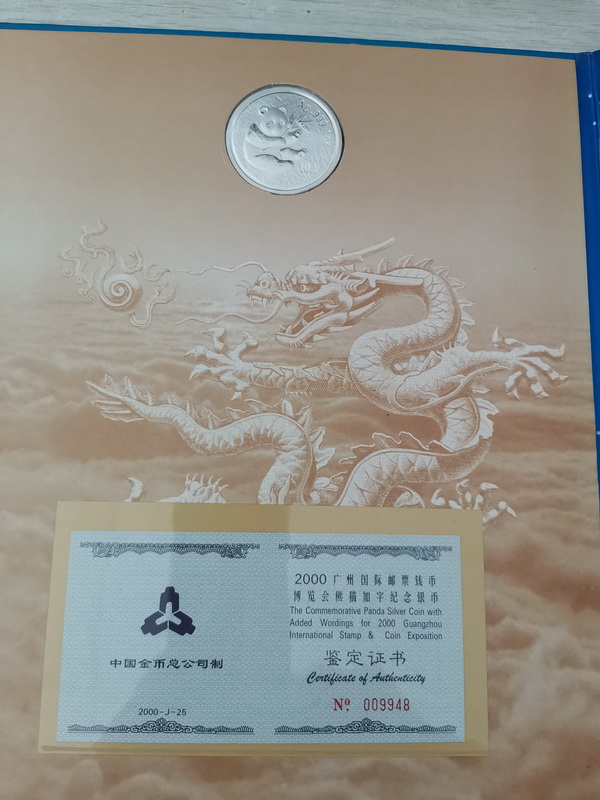 Ag.999
中国金币总公司制
2000-J-25
2000 广州国际邮票钱币
博览会熊猫加字纪念银币
The Commemorative Panda Silver Coin with
Added Wordings for 2000 Guangzhou
International Stamp & Coin Exposition
鉴定证书
Certificate of Authenticity
Nº 009948